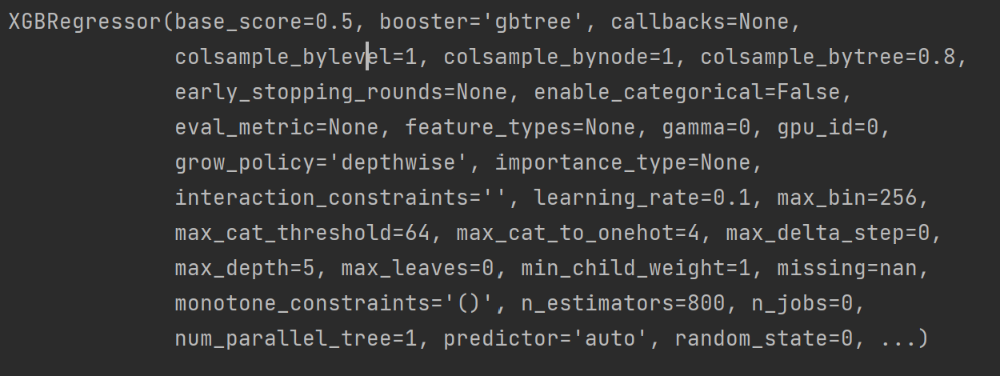 XGBRegressor(base_score=0.5, booster='gbtree', callbacks=None,
colsample_bylevel=1, colsample_bynode=1, colsample_bytree=0.8,
early_stopping_rounds=None, enable_categorical=False,
eval_metric=None, feature_types=None, gamma=0, gpu_id=0,
grow_policy='depthwise', importance_type=None,
interaction_constraints='', learning_rate=0.1, max_bin=256,
max_cat_threshold=64, max_cat_to_onehot=4, max_delta_step=0,
max_depth=5, max_leaves=0, min_child_weight=1, missing=nan,
monotone_constraints='()', n_estimators=800, n_jobs=0,
num_parallel_tree=1, predictor='auto', random_state=0, ...)